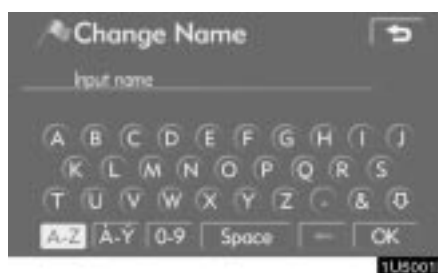 Change Name
Input name
A B C D E F G H I J
K L M N O P Q R S
T U V W X Y Z - &
A-Z À-Ý 0-9 Space ← OK
1U5001